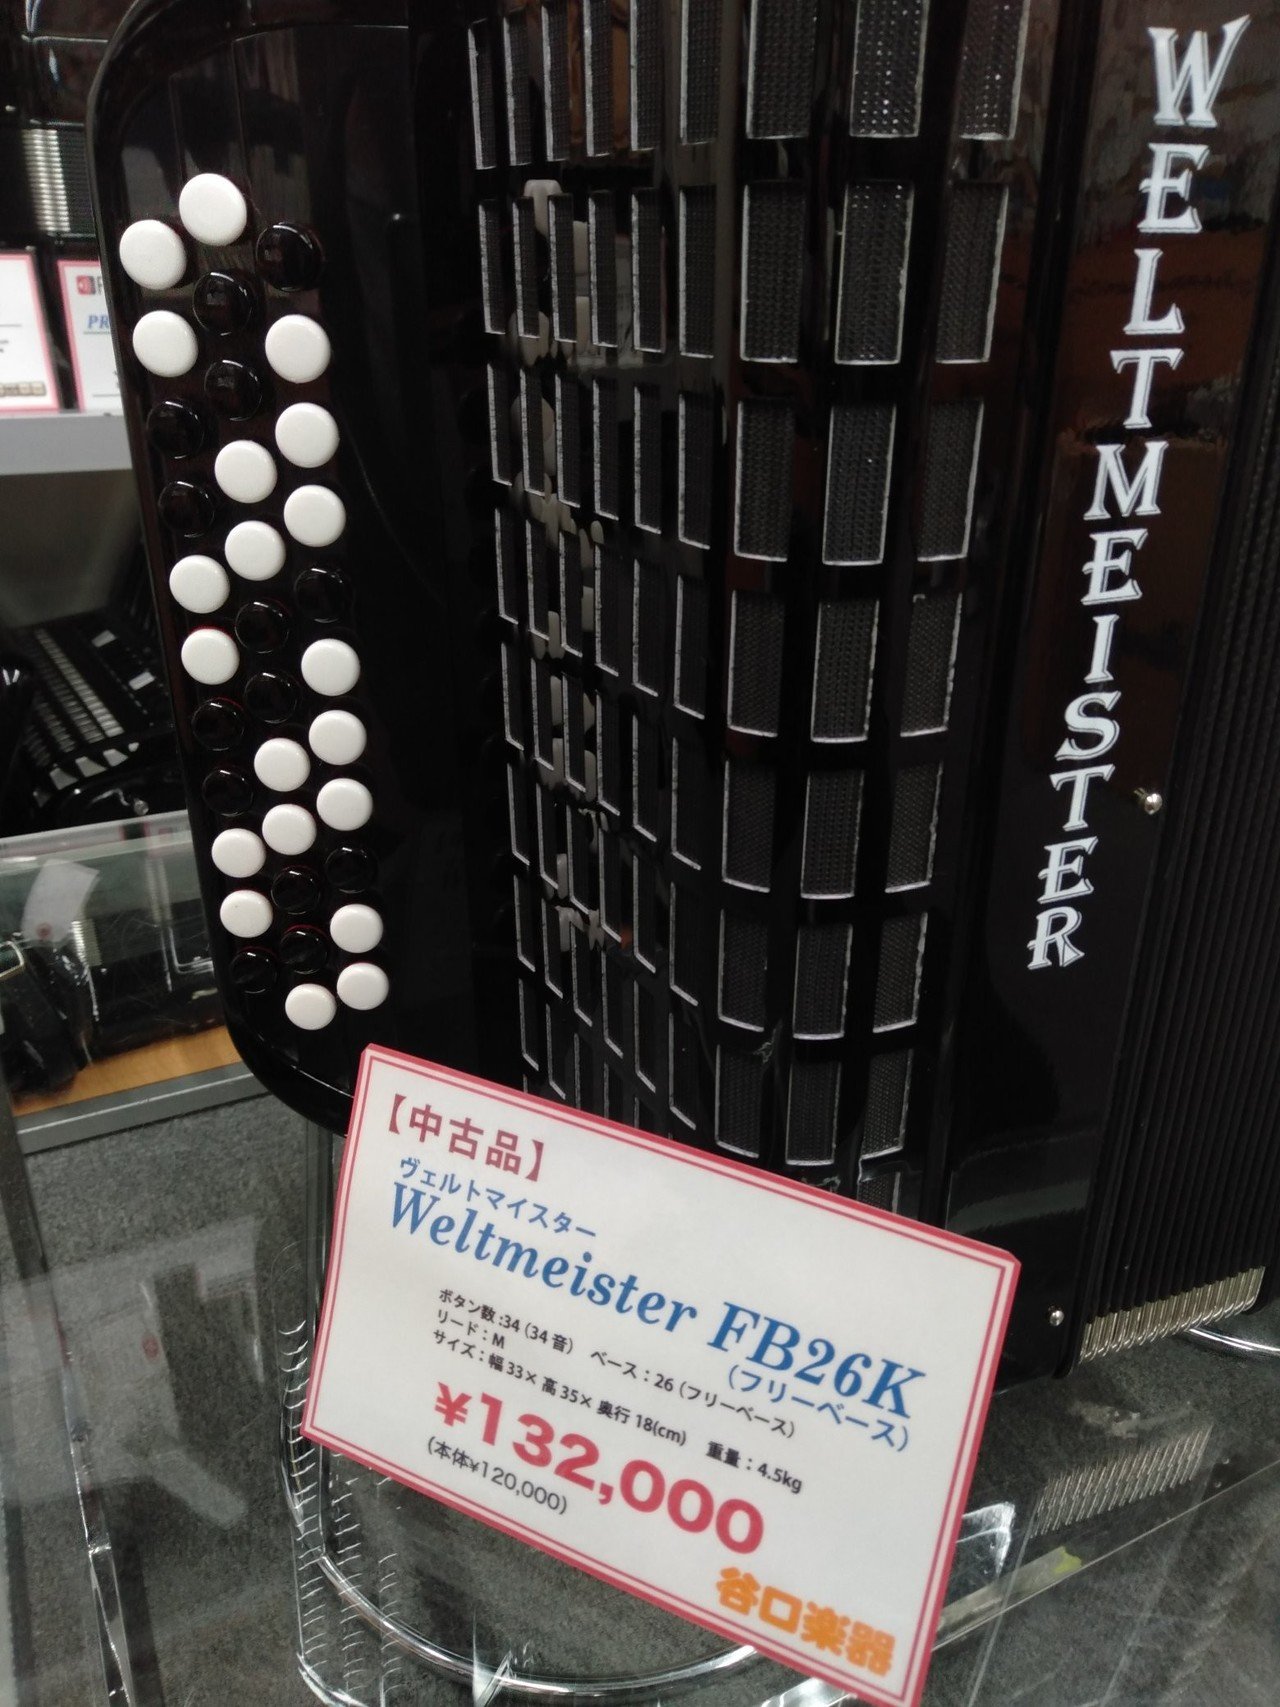 WELTMEISTER
PR
【中古品】
ヴェルトマイスター
Weltmeister FB26K
(フリーベース)
ボタン数:34（34音） ベース：26（フリーベース）
リード：M
サイズ：幅33× 高35× 奥行18(cm) 重量：4.5kg
¥132,000
(本体¥120,000)
谷口楽器